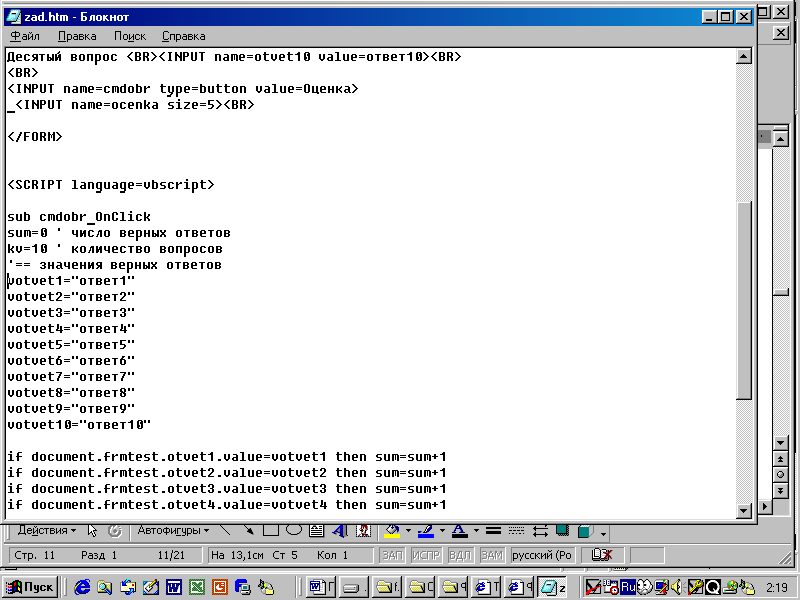 zad.htm - Блокнот
Файл Правка Поиск Справка
Десятый вопрос <BR><INPUT name=otvet10 value=ответ10><BR>
<BR>
<INPUT name=cmdobr type=button value=Оценка>
_<INPUT name=ocenka size=5><BR>
</FORM>
<SCRIPT language=vbscript>
sub cmdobr_OnClick
sum=0 ' число верных ответов
kv=10 ' количество вопросов
'== значения верных ответов
votvet1="ответ1"
votvet2="ответ2"
votvet3="ответ3"
votvet4="ответ4"
votvet5="ответ5"
votvet6="ответ6"
votvet7="ответ7"
votvet8="ответ8"
votvet9="ответ9"
votvet10="ответ10"
if document.frmtest.otvet1.value=votvet1 then sum=sum+1
if document.frmtest.otvet2.value=votvet2 then sum=sum+1
if document.frmtest.otvet3.value=votvet3 then sum=sum+1
if document.frmtest.otvet4.value=votvet4 then sum=sum+1
Действия Автофигуры
Стр. 11 Разд 1 11/21 На 13,1см Ст 5 Кол 1 ЗАП ИСПР ВДЛ ЗАМ русский (Ро
Пуск Ru 2:19